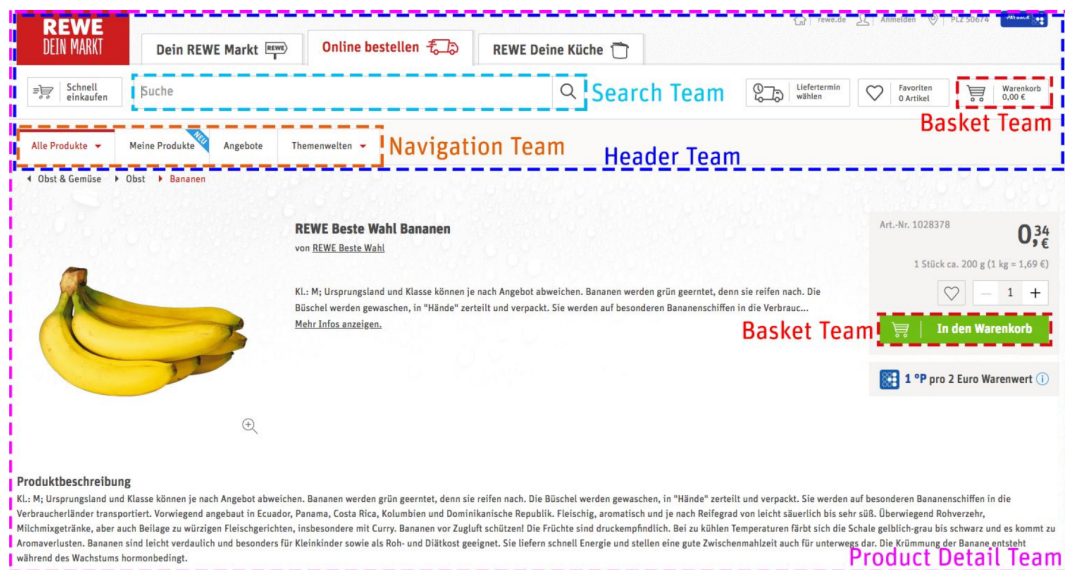 REWE
DEIN MARKT
rewe.de Anmelden PLZ 50674
Dein REWE Markt REWE
Online bestellen
REWE Deine Küche
Schnell
einkaufen
Suche
Search Team
Liefertermin
wählen
Favoriten
0 Artikel
Warenkorb
0,00 €
Basket Team
Alle Produkte
Meine Produkte
NEU
Angebote
Themenwelten
Navigation Team
Header Team
Obst & Gemüse Obst Bananen
REWE Beste Wahl Bananen
von REWE Beste Wahl
Art.-Nr. 1028378
0,34 €
1 Stück ca. 200 g (1 kg = 1,69 €)
Kl.: M; Ursprungsland und Klasse können je nach Angebot abweichen. Bananen werden grün geerntet, denn sie reifen nach. Die
Büschel werden gewaschen, in "Hände" zerteilt und verpackt. Sie werden auf besonderen Bananenschiffen in die Verbrauc...
Mehr Infos anzeigen.
– 1 +
Basket Team
In den Warenkorb
1 °P pro 2 Euro Warenwert i
Produktbeschreibung
Kl.: M; Ursprungsland und Klasse können je nach Angebot abweichen. Bananen werden grün geerntet, denn sie reifen nach. Die Büschel werden gewaschen, in "Hände" zerteilt und verpackt. Sie werden auf besonderen Bananenschiffen in die
Verbraucherländer transportiert. Vorwiegend angebaut in Ecuador, Panama, Costa Rica, Kolumbien und Dominikanische Republik. Fleischig, aromatisch und je nach Reifegrad von leicht säuerlich bis sehr süß. Überwiegend Rohverzehr,
Milchmixgetränke, aber auch Beilage zu würzigen Fleischgerichten, insbesondere mit Curry. Bananen vor Zugluft schützen! Die Früchte sind druckempfindlich. Bei zu kühlen Temperaturen färbt sich die Schale gelblich-grau bis schwarz und es kommt zu
Aromaverlusten. Bananen sind leicht verdaulich und besonders für Kleinkinder sowie als Roh- und Diätkost geeignet. Sie liefern schnell Energie und stellen eine gute Zwischenmahlzeit auch für unterwegs dar. Die Krümmung der Banane entsteht
während des Wachstums hormonbedingt.
Product Detail Team